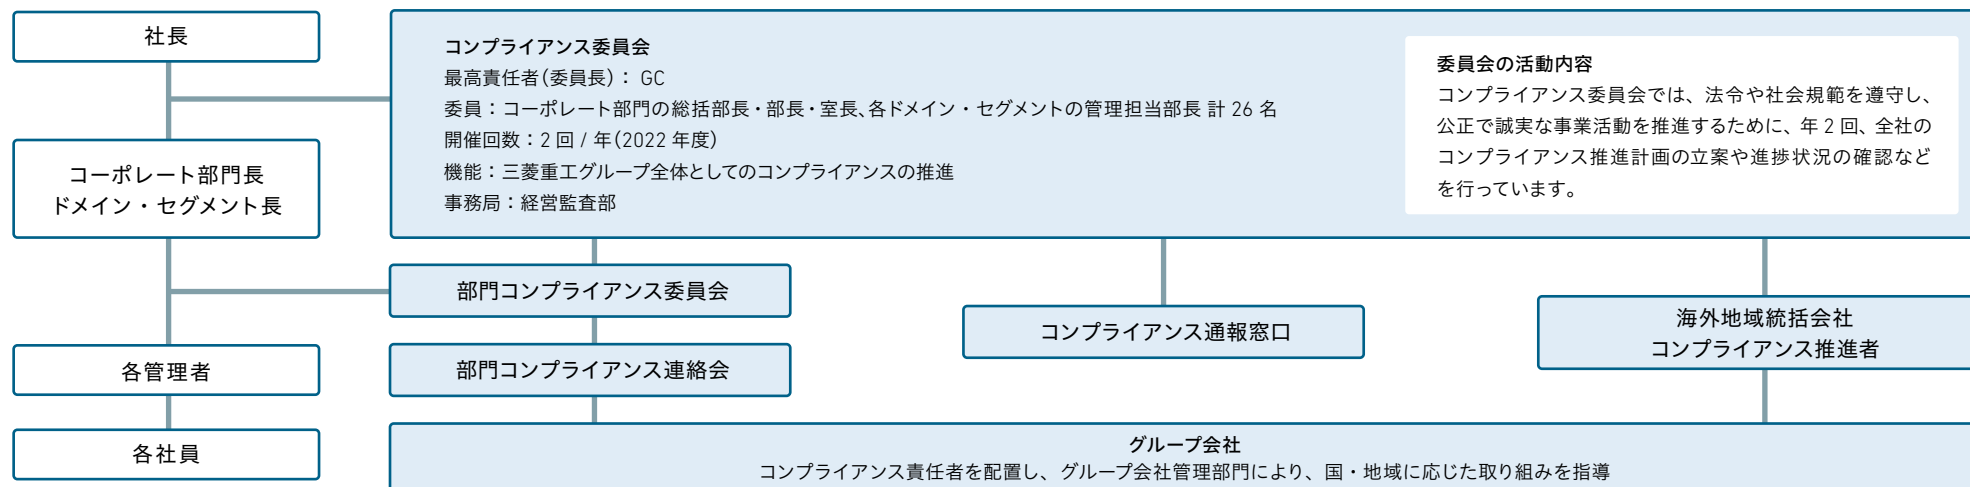 社長
コンプライアンス委員会
最高責任者(委員長)： GC
委員：コーポレート部門の総括部長・部長・室長、各ドメイン・セグメントの管理担当部長 計 26 名
開催回数：2 回 / 年(2022 年度)
機能：三菱重工グループ全体としてのコンプライアンスの推進
事務局：経営監査部
委員会の活動内容
コンプライアンス委員会では、法令や社会規範を遵守し、
公正で誠実な事業活動を推進するために、年 2 回、全社の
コンプライアンス推進計画の立案や進捗状況の確認など
を行っています。
コーポレート部門長
ドメイン・セグメント長
部門コンプライアンス委員会
コンプライアンス通報窓口
海外地域統括会社
コンプライアンス推進者
各管理者
部門コンプライアンス連絡会
各社員
グループ会社
コンプライアンス責任者を配置し、グループ会社管理部門により、国・地域に応じた取り組みを指導